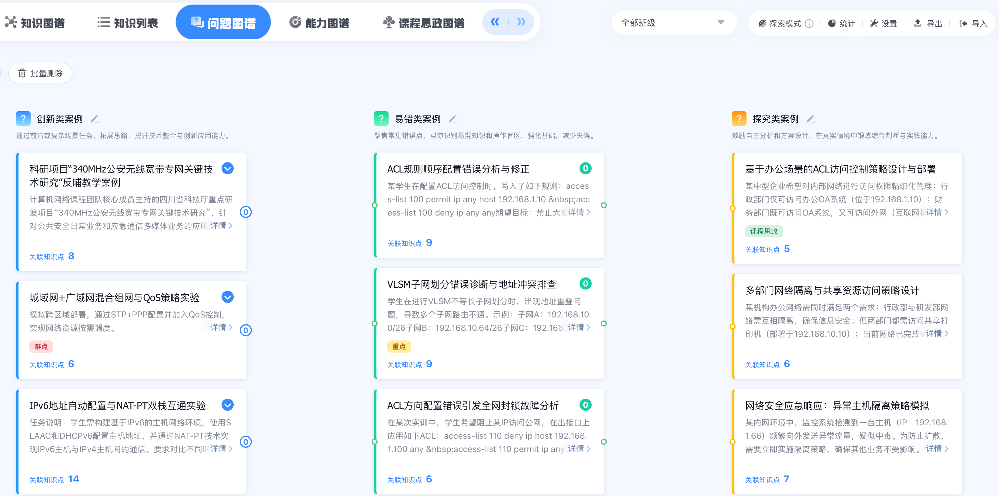 知识图谱
知识列表
问题图谱
能力图谱
课程思政图谱
全部班级
探索模式
统计
设置
导出
导入
批量删除
创新类案例
通过前沿或复杂场景任务，拓展思路、提升技术整合与创新应用能力。
科研项目“340MHz公安无线宽带专网关键技
术研究”反哺教学案例
计算机网络课程团队核心成员主持的四川省科技厅重点研
发项目“340MHz公安无线宽带专网关键技术研究”，针
对公共安全日常业务和应急通信多媒体业务的应用 详情
0
关联知识点 8
城域网+广域网混合组网与QoS策略实验
模拟跨区域部署，通过STP+PPP配置并加入QoS控制，
实现网络资源按需调度。 详情
0
难点
关联知识点 6
IPv6地址自动配置与NAT-PT双栈互通实验
任务说明：学生需构建基于IPv6的主机网络环境，使用S
LAAC和DHCPv6配置主机地址，并通过NAT-PT技术实
现IPv6主机与IPv4主机间的通信。要求对比不同IP 详情
0
关联知识点 14
易错类案例
聚焦常见错误点，帮你识别易混知识和操作盲区，强化基础，减少失误。
ACL规则顺序配置错误分析与修正 0
某学生在配置ACL访问控制时，写入了如下规则：acces
s-list 100 permit ip any host 192.168.1.10 &nbsp;acc
ess-list 100 deny ip any any期望目标：禁止大多 详情
关联知识点 9
VLSM子网划分错误诊断与地址冲突排查 0
学生在进行VLSM不等长子网划分时，出现地址重叠问
题，导致多个子网路由不通。示例：子网A：192.168.10.
0/26子网B：192.168.10.64/26子网C：192.168. 详情
重点
关联知识点 9
ACL方向配置错误引发全网封锁故障分析 0
在某次实训中，学生希望阻止某IP访问公网，在出接口上
应用如下ACL：access-list 110 deny ip host 192.168.
1.100 any &nbsp;access-list 110 permit ip any 详情
关联知识点 6
探究类案例
鼓励自主分析和方案设计，在真实情境中锻炼综合判断与实践能力。
基于办公场景的ACL访问控制策略设计与部署
某中型企业希望对内部网络进行访问权限精细化管理：行
政部门仅可访问办公OA系统（位于192.168.1.10）；财
务部门既可访问OA系统，又可访问外网（互联网 详情
课程思政
关联知识点 5
多部门网络隔离与共享资源访问策略设计
某机构办公网络需同时满足两个需求：行政部与研发部网
络需互相隔离，确保信息安全；但两部门都需访问共享打
印机（部署于192.168.10.10）；当前网络已完成V 详情
关联知识点 6
网络安全应急响应：异常主机隔离策略模拟
某内网环境中，监控系统检测到一台主机（IP：192.168.
1.66）频繁向外发送异常流量，疑似中毒。为防止扩散，
需要立即实施隔离策略，确保其他业务不受影响。 详情
关联知识点 7